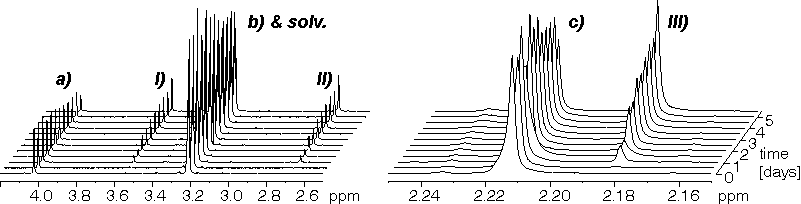 a) I) b) & solv. II) c) III)
5
4
3
2
1
0
time
[days]
4.0 3.8 3.6 3.4 3.2 3.0 2.8 2.6 ppm
2.24 2.22 2.20 2.18 2.16 ppm